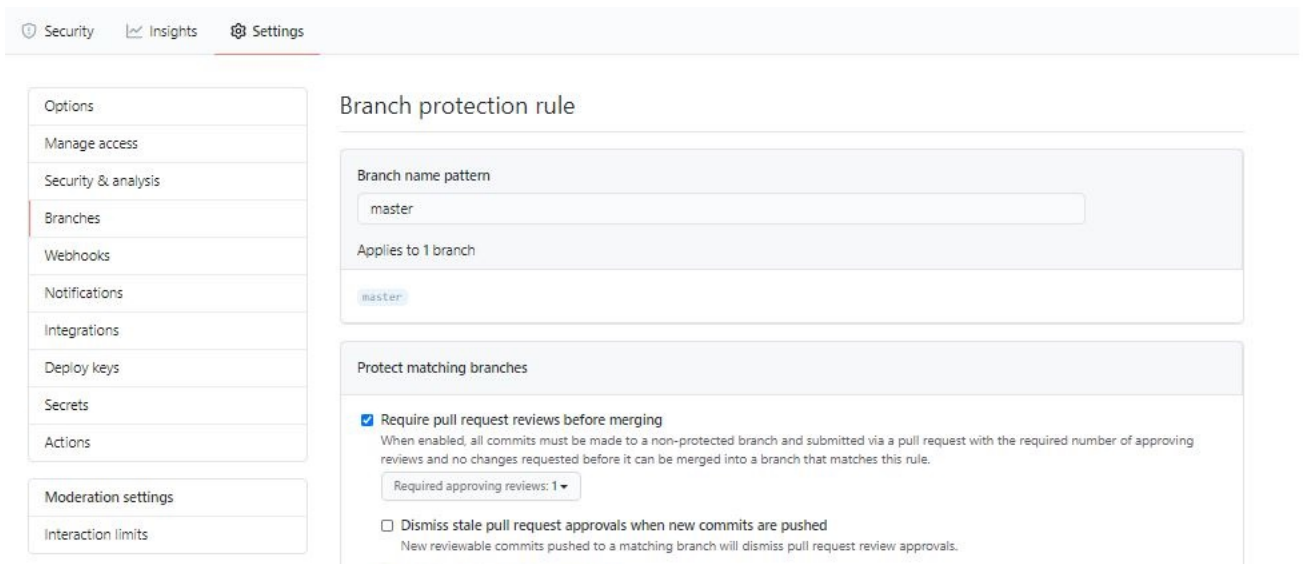 Security Insights Settings
Options
Manage access
Security & analysis
Branches
Webhooks
Notifications
Integrations
Deploy keys
Secrets
Actions
Moderation settings
Interaction limits
Branch protection rule
Branch name pattern
master
Applies to 1 branch
master
Protect matching branches
Require pull request reviews before merging
When enabled, all commits must be made to a non-protected branch and submitted via a pull request with the required number of approving
reviews and no changes requested before it can be merged into a branch that matches this rule.
Required approving reviews: 1
Dismiss stale pull request approvals when new commits are pushed
New reviewable commits pushed to a matching branch will dismiss pull request review approvals.